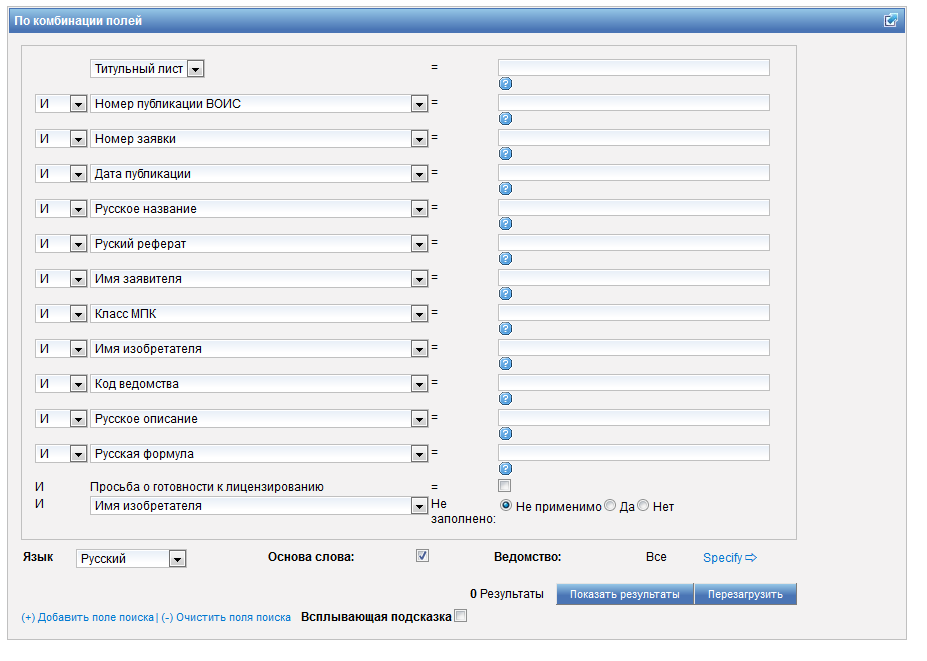 По комбинации полей
Титульный лист =
И Номер публикации ВОИС =
И Номер заявки =
И Дата публикации =
И Русское название =
И Руский реферат =
И Имя заявителя =
И Класс МПК =
И Имя изобретателя =
И Код ведомства =
И Русское описание =
И Русская формула =
И Просьба о готовности к лицензированию =
И Имя изобретателя Не заполнено: Не применимо Да Нет
Язык Русский Основа слова: Ведомство: Все Specify ⇨
0 Результаты Показать результаты Перезагрузить
(+) Добавить поле поиска | (-) Очистить поля поиска Всплывающая подсказка